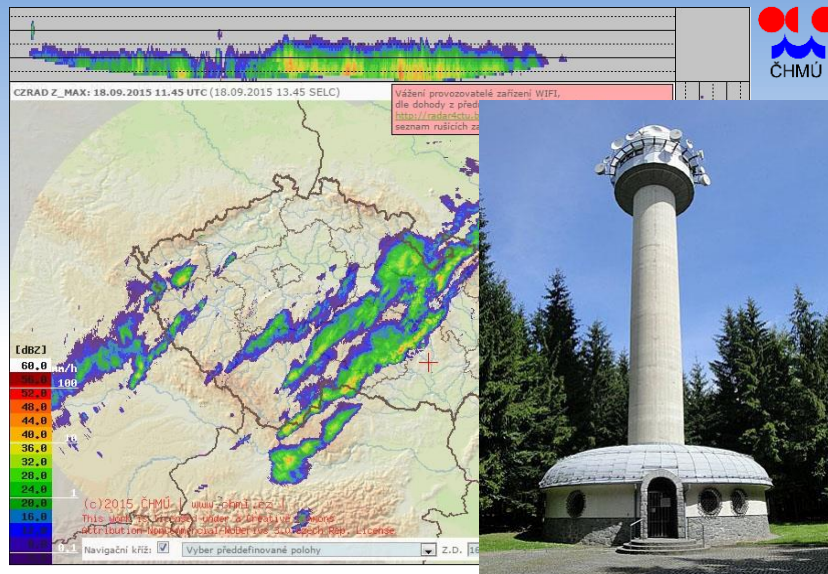 ČHMÚ
CZRAD Z_MAX: 18.09.2015 11.45 UTC (18.09.2015 13.45 SELC)
Vážení provozovatelé zařízení WIFI,
dle dohody z před
http://radar4ctu.b
seznam rušících za
[dBZ]
60.0 mm/h
56.0 100
52.0
48.0
44.0
40.0 10
36.0
32.0
28.0
24.0 1
20.0
16.0
0.1
(c)2015 ČHMÚ | www.chmi.cz |
This work is licensed under a Creative Commons
Attribution-Noncommercial-NoDerivs 3.0 Czech Rep. License
Navigační kříž: Vyber předdefinované polohy Z.D. 16